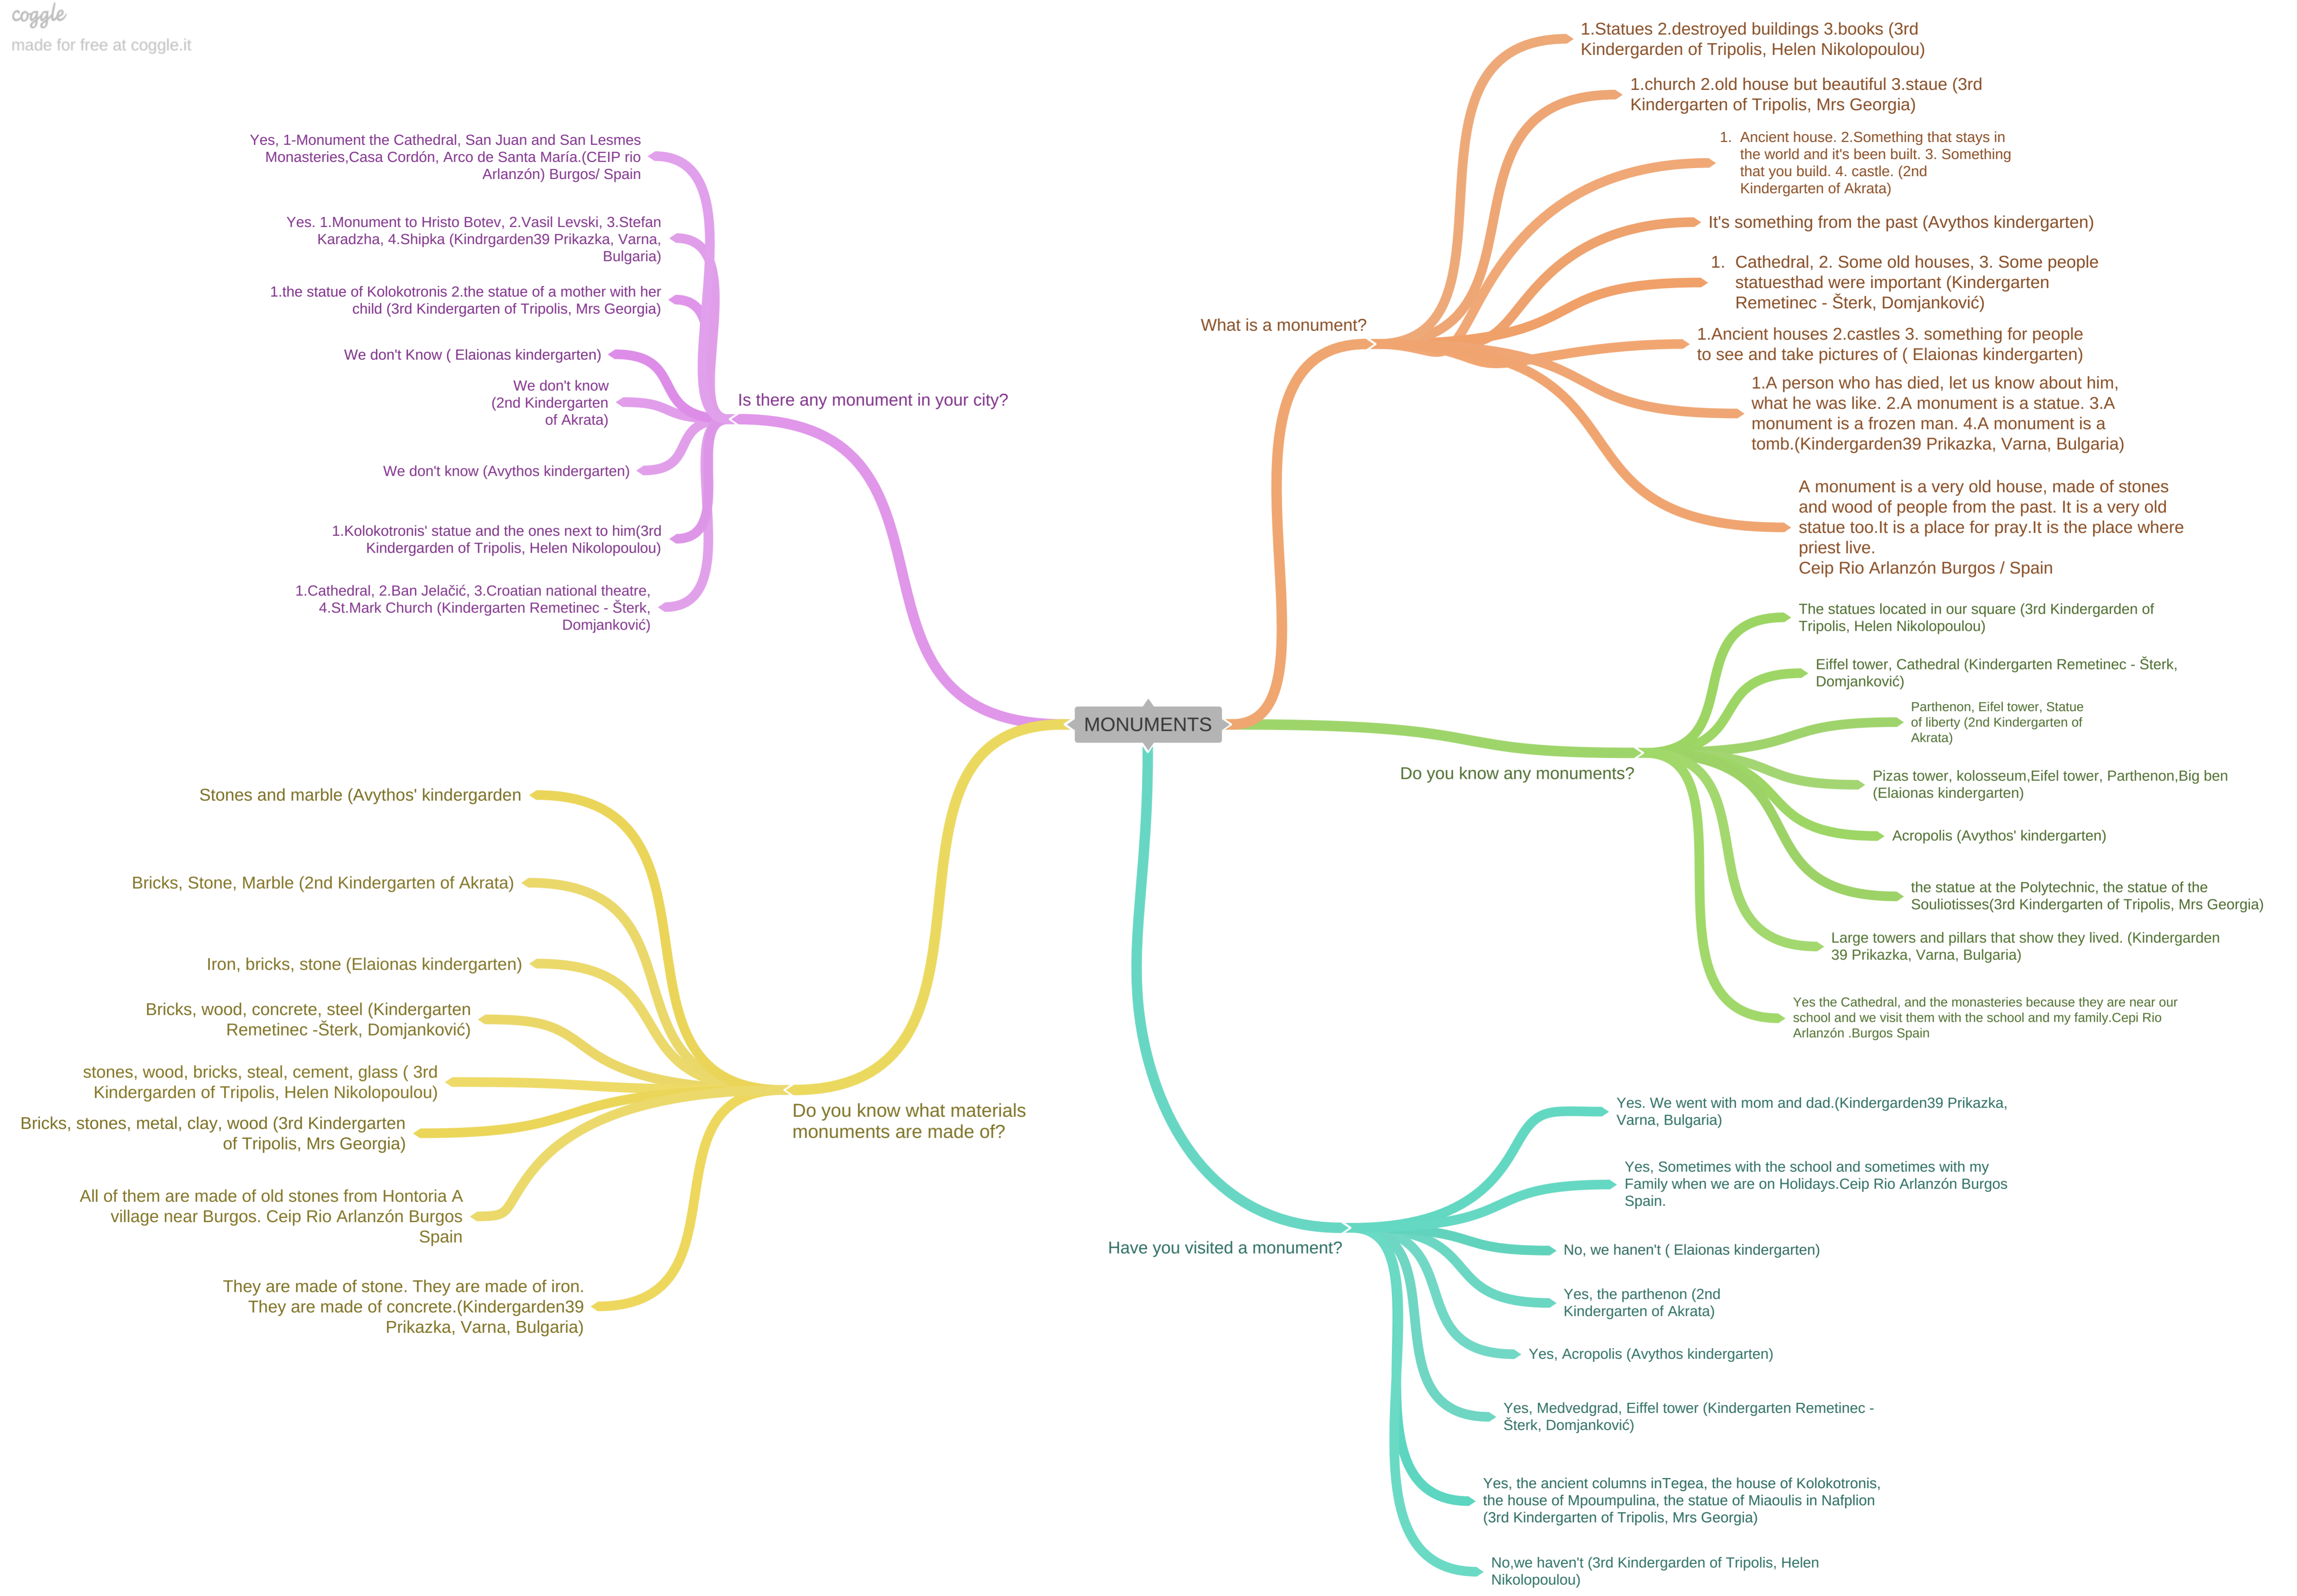 coggle
made for free at coggle.it
MONUMENTS
What is a monument?
1.Statues 2.destroyed buildings 3.books (3rd
Kindergarden of Tripolis, Helen Nikolopoulou)
1.church 2.old house but beautiful 3.staue (3rd
Kindergarten of Tripolis, Mrs Georgia)
1. Ancient house. 2.Something that stays in
the world and it's been built. 3. Something
that you build. 4. castle. (2nd
Kindergarten of Akrata)
It's something from the past (Avythos kindergarten)
1. Cathedral, 2. Some old houses, 3. Some people
statuesthad were important (Kindergarten
Remetinec - Šterk, Domjanković)
1.Ancient houses 2.castles 3. something for people
to see and take pictures of ( Elaionas kindergarten)
1.A person who has died, let us know about him,
what he was like. 2.A monument is a statue. 3.A
monument is a frozen man. 4.A monument is a
tomb.(Kindergarden39 Prikazka, Varna, Bulgaria)
A monument is a very old house, made of stones
and wood of people from the past. It is a very old
statue too.It is a place for pray.It is the place where
priest live.
Ceip Rio Arlanzón Burgos / Spain
Do you know any monuments?
The statues located in our square (3rd Kindergarden of
Tripolis, Helen Nikolopoulou)
Eiffel tower, Cathedral (Kindergarten Remetinec - Šterk,
Domjanković)
Parthenon, Eifel tower, Statue
of liberty (2nd Kindergarten of
Akrata)
Pizas tower, kolosseum,Eifel tower, Parthenon,Big ben
(Elaionas kindergarten)
Acropolis (Avythos' kindergarten)
the statue at the Polytechnic, the statue of the
Souliotisses(3rd Kindergarten of Tripolis, Mrs Georgia)
Large towers and pillars that show they lived. (Kindergarden
39 Prikazka, Varna, Bulgaria)
Yes the Cathedral, and the monasteries because they are near our
school and we visit them with the school and my family.Cepi Rio
Arlanzón .Burgos Spain
Have you visited a monument?
Yes. We went with mom and dad.(Kindergarden39 Prikazka,
Varna, Bulgaria)
Yes, Sometimes with the school and sometimes with my
Family when we are on Holidays.Ceip Rio Arlanzón Burgos
Spain.
No, we hanen't ( Elaionas kindergarten)
Yes, the parthenon (2nd
Kindergarten of Akrata)
Yes, Acropolis (Avythos kindergarten)
Yes, Medvedgrad, Eiffel tower (Kindergarten Remetinec -
Šterk, Domjanković)
Yes, the ancient columns inTegea, the house of Kolokotronis,
the house of Mpoumpulina, the statue of Miaoulis in Nafplion
(3rd Kindergarten of Tripolis, Mrs Georgia)
No,we haven't (3rd Kindergarden of Tripolis, Helen
Nikolopoulou)
Is there any monument in your city?
Yes, 1-Monument the Cathedral, San Juan and San Lesmes
Monasteries,Casa Cordón, Arco de Santa María.(CEIP rio
Arlanzón) Burgos/ Spain
Yes. 1.Monument to Hristo Botev, 2.Vasil Levski, 3.Stefan
Karadzha, 4.Shipka (Kindrgarden39 Prikazka, Varna,
Bulgaria)
1.the statue of Kolokotronis 2.the statue of a mother with her
child (3rd Kindergarten of Tripolis, Mrs Georgia)
We don't Know ( Elaionas kindergarten)
We don't know
(2nd Kindergarten
of Akrata)
We don't know (Avythos kindergarten)
1.Kolokotronis' statue and the ones next to him(3rd
Kindergarten of Tripolis, Helen Nikolopoulou)
1.Cathedral, 2.Ban Jelačić, 3.Croatian national theatre,
4.St.Mark Church (Kindergarten Remetinec - Šterk,
Domjanković)
Do you know what materials
monuments are made of?
Stones and marble (Avythos' kindergarden
Bricks, Stone, Marble (2nd Kindergarten of Akrata)
Iron, bricks, stone (Elaionas kindergarten)
Bricks, wood, concrete, steel (Kindergarten
Remetinec -Šterk, Domjanković)
stones, wood, bricks, steal, cement, glass ( 3rd
Kindergarden of Tripolis, Helen Nikolopoulou)
Bricks, stones, metal, clay, wood (3rd Kindergarten
of Tripolis, Mrs Georgia)
All of them are made of old stones from Hontoria A
village near Burgos. Ceip Rio Arlanzón Burgos
Spain
They are made of stone. They are made of iron.
They are made of concrete.(Kindergarden39
Prikazka, Varna, Bulgaria)